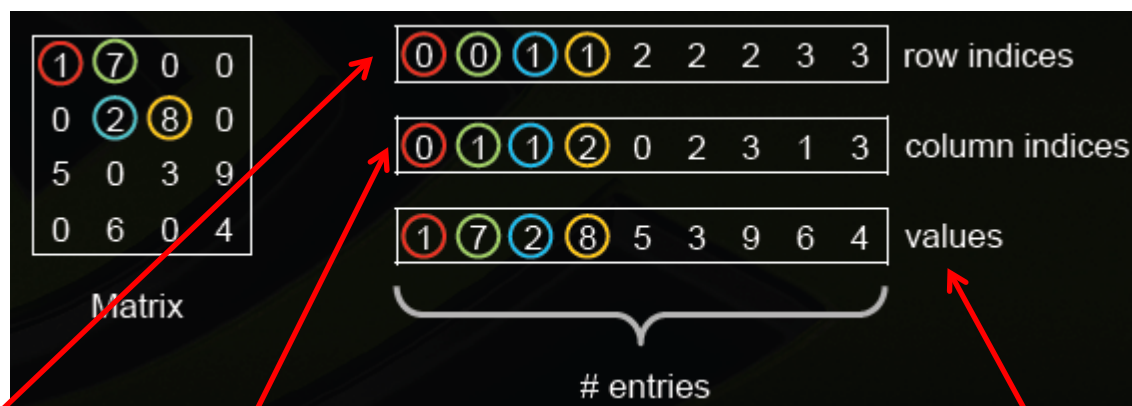 1 7 0 0
0 2 8 0
5 0 3 9
0 6 0 4
Matrix
0 0 1 1 2 2 2 3 3 row indices
0 1 1 2 0 2 3 1 3 column indices
1 7 2 8 5 3 9 6 4 values
# entries